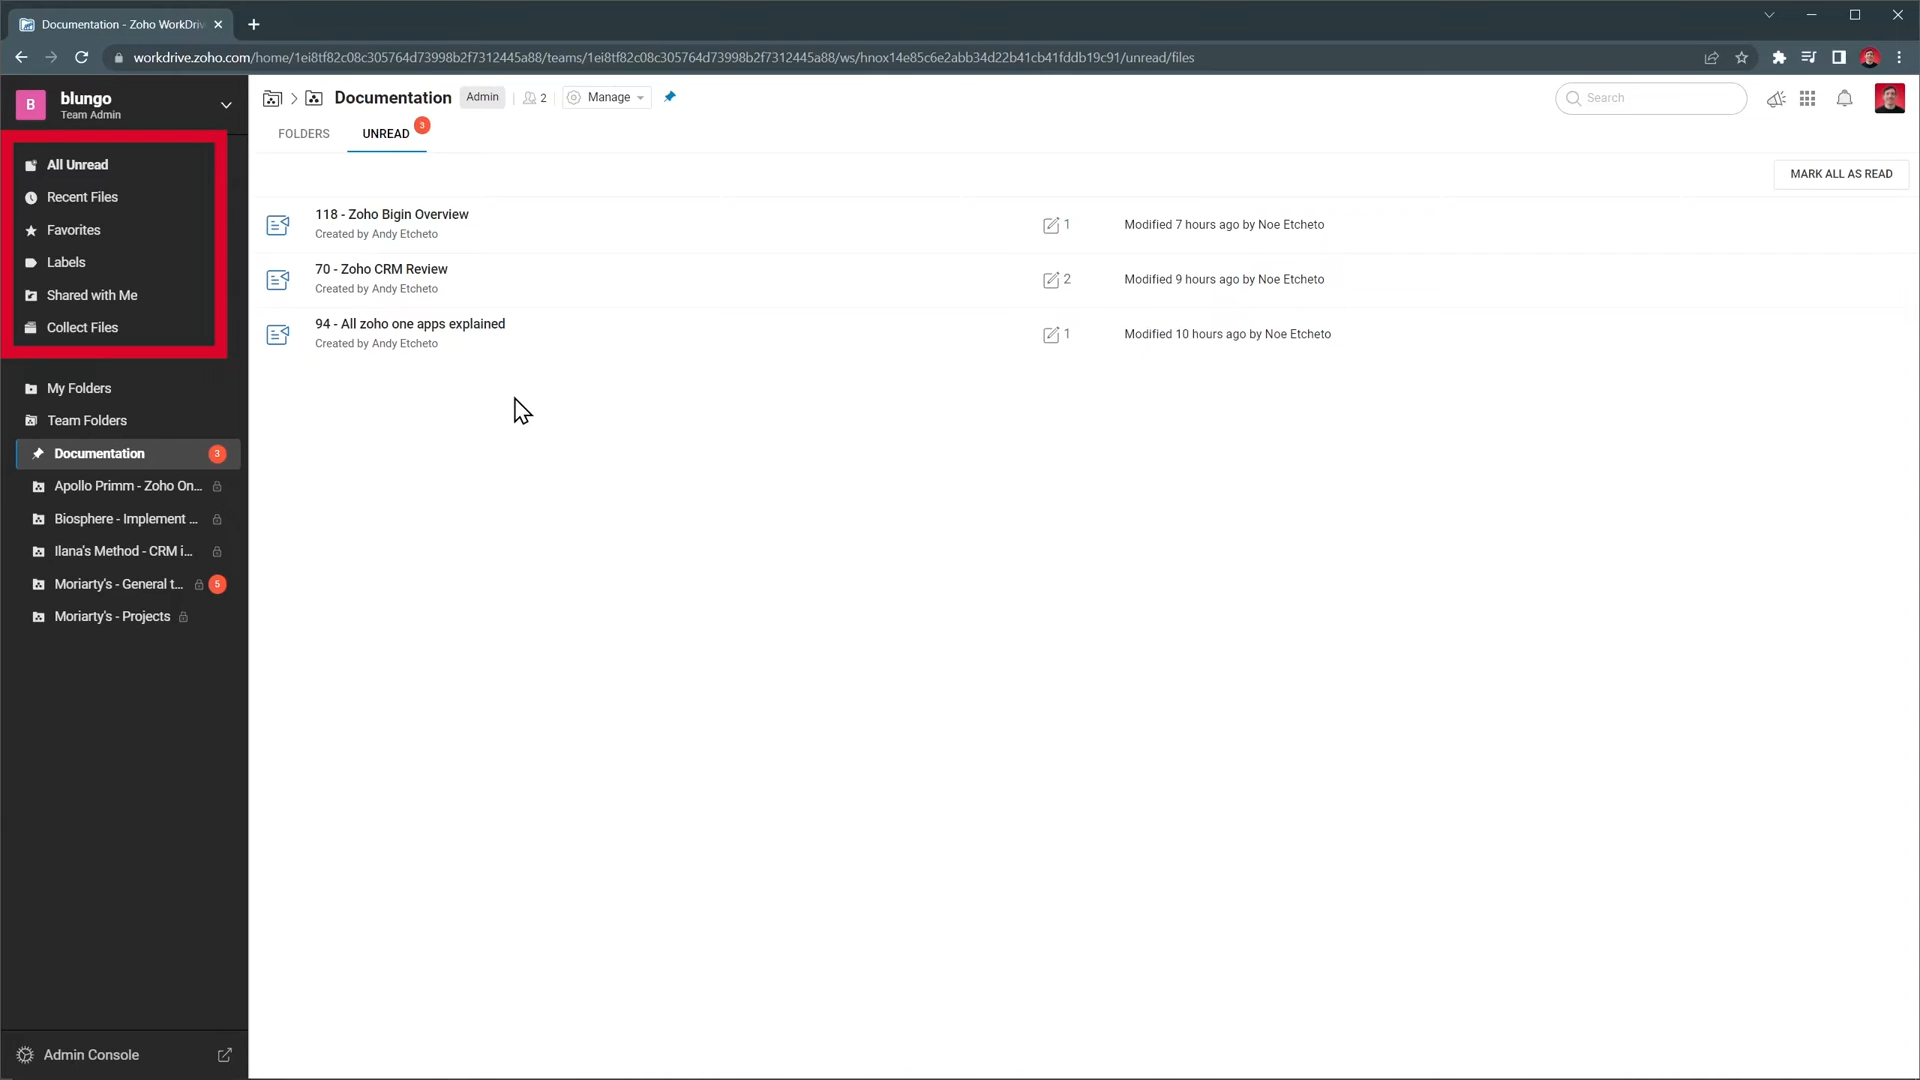 Documentation - Zoho WorkDriv
workdrive.zoho.com/home/1ei8tf82c08c305764d73998b2f7312445a88/teams/1ei8tf82c08c305764d73998b2f7312445a88/ws/hnox14e85c6e2abb34d22b41cb41fddb19c91/unread/files
B
blungo
Team Admin
Documentation
Admin
2
Manage
Search
FOLDERS
UNREAD
3
MARK ALL AS READ
All Unread
Recent Files
Favorites
Labels
Shared with Me
Collect Files
My Folders
Team Folders
Documentation
3
Apollo Primm - Zoho On...
Biosphere - Implement ...
Ilana's Method - CRM i...
Moriarty's - General t...
5
Moriarty's - Projects
118 - Zoho Bigin Overview
Created by Andy Etcheto
1
Modified 7 hours ago by Noe Etcheto
70 - Zoho CRM Review
Created by Andy Etcheto
2
Modified 9 hours ago by Noe Etcheto
94 - All zoho one apps explained
Created by Andy Etcheto
1
Modified 10 hours ago by Noe Etcheto
Admin Console